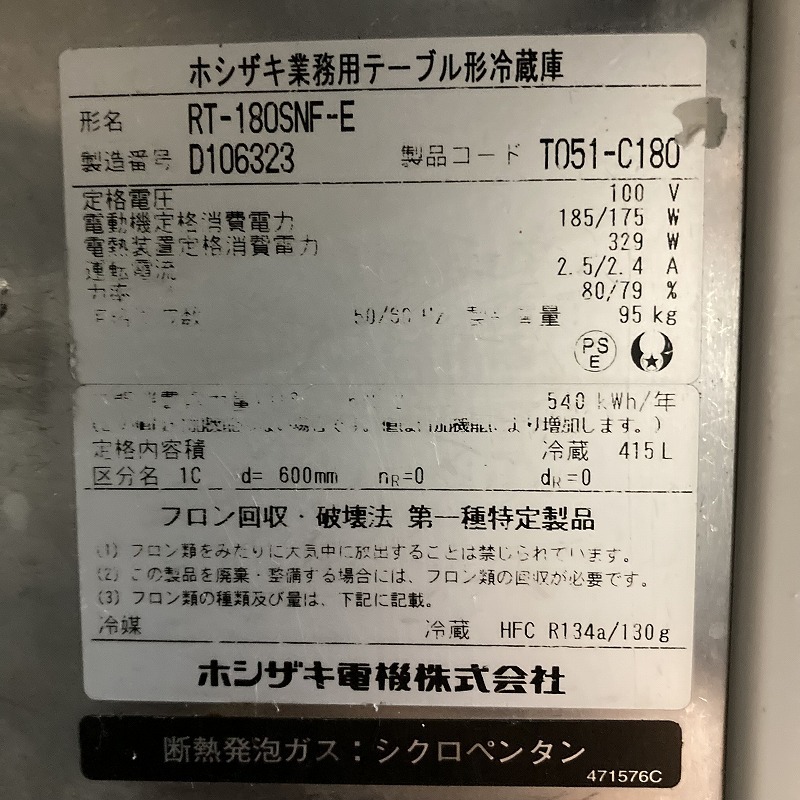 ホシザキ業務用テーブル形冷蔵庫
形名 RT-180SNF-E
製造番号 D106323 製品コード T051-C180
定格電圧 100 V
電動機定格消費電力 185/175 W
電熱装置定格消費電力 329 W
運転電流 2.5/2.4 A
力率 80/79 %
50/60 Hz 95 kg
PS E
540 kWh/年
より増加します。)
定格内容積 冷蔵 415L
区分名 1C d= 600mm nR=0 dR=0
フロン回収・破壊法 第一種特定製品
(1) フロン類をみだりに大気中に放出することは禁じられています。
(2) この製品を廃棄・整備する場合には、フロン類の回収が必要です。
(3) フロン類の種類及び量は、下記に記載。
冷媒 冷蔵 HFC R134a/130g
ホシザキ電機株式会社
断熱発泡ガス:シクロペンタン
471576C